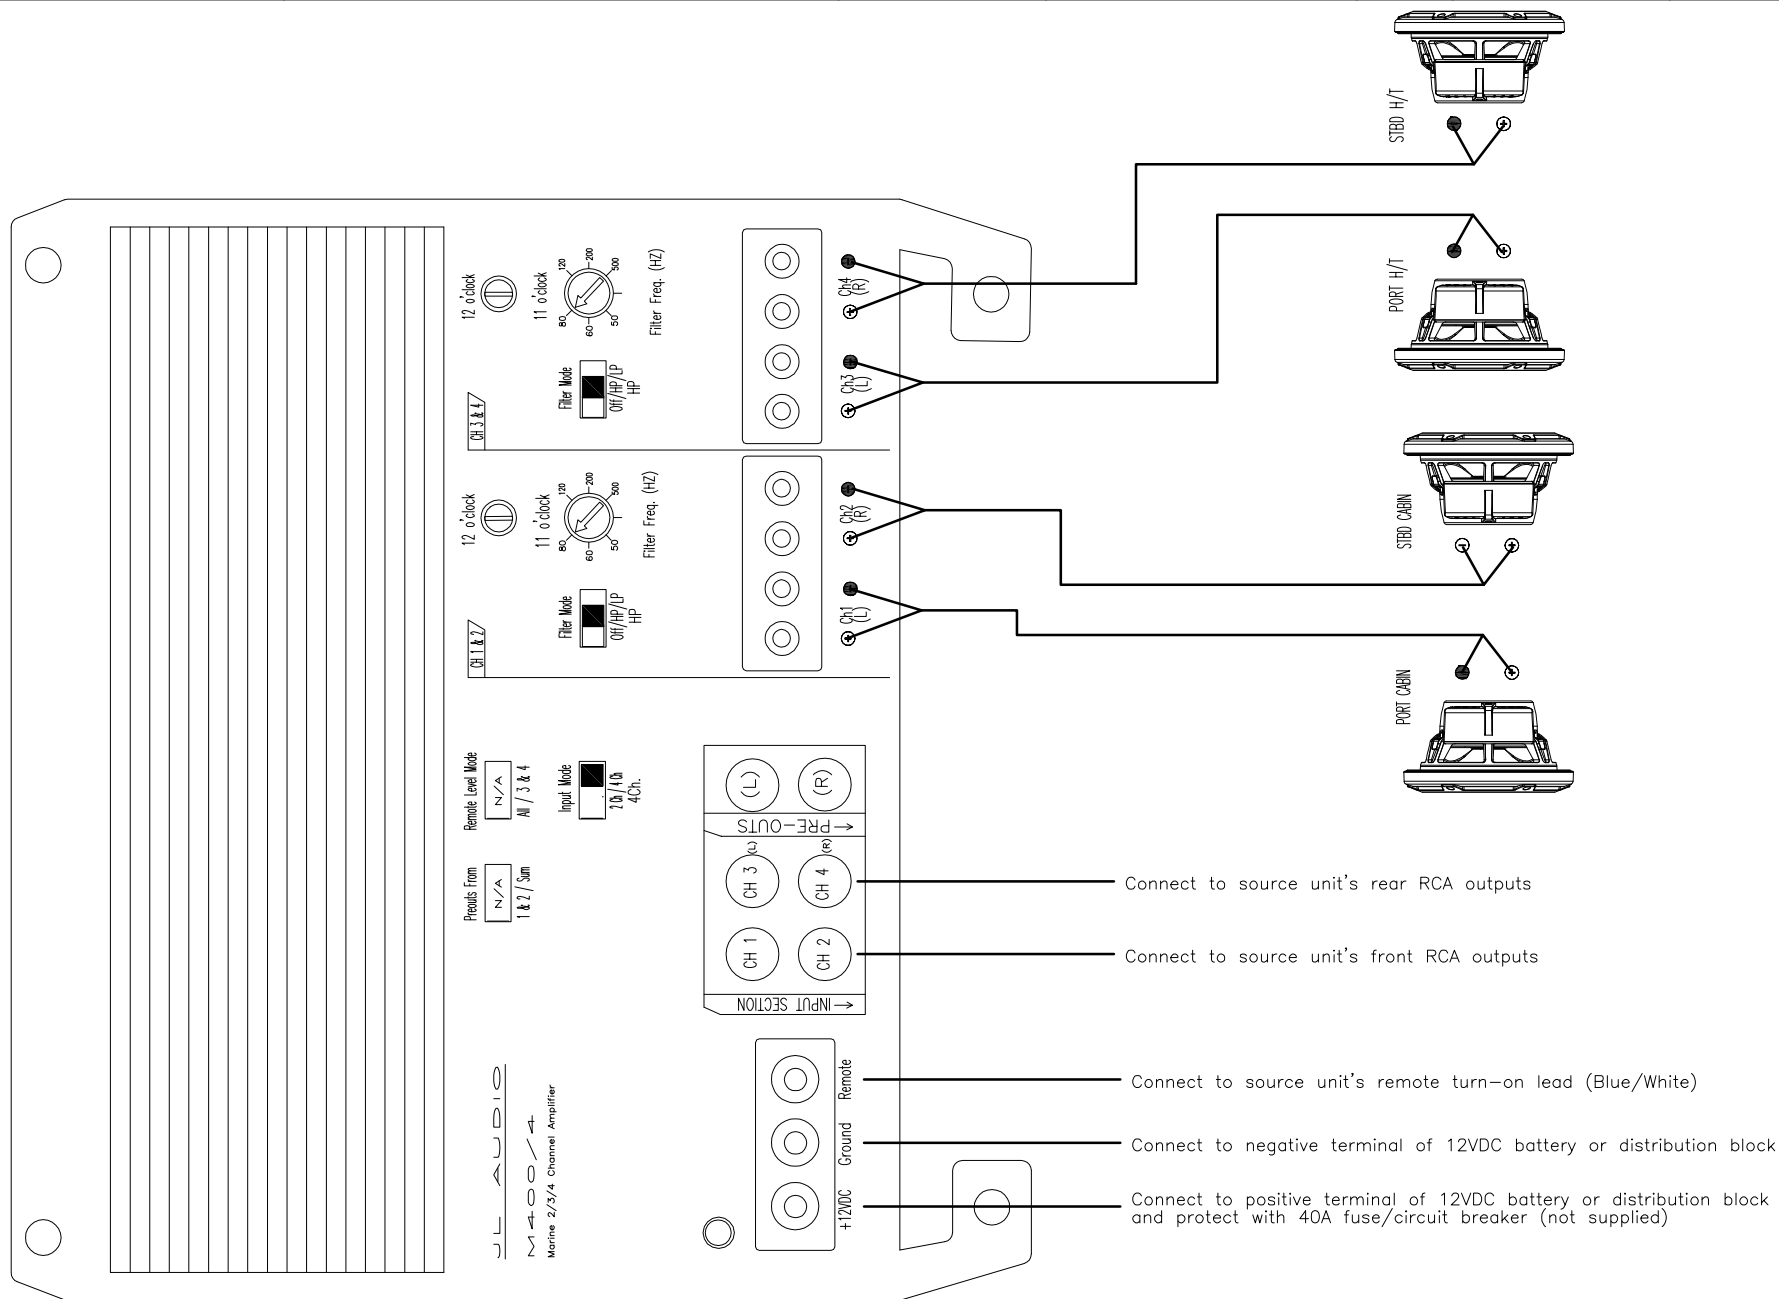 STBD H/T
PORT H/T
STBD CABIN
PORT CABIN
12 o'clock
11 o'clock
50
60
80
120
200
500
Filter Freq. (HZ)
Filter Mode
Off/HP/LP
HP
CH 3 & 4
Ch4
(R)
Ch3
(L)
12 o'clock
11 o'clock
50
60
80
120
200
500
Filter Freq. (HZ)
Filter Mode
Off/HP/LP
HP
CH 1 & 2
Ch2
(R)
Ch1
(L)
Remote Level Mode
N/A
All / 3 & 4
Input Mode
2 Ch / 4 Ch
4Ch.
Preouts From
N/A
1 & 2 / Sum
(L)
(R)
PRE-OUTS
(L)
(R)
CH 3
CH 4
Connect to source unit's rear RCA outputs
CH 1
CH 2
Connect to source unit's front RCA outputs
INPUT SECTION
Remote
Connect to source unit's remote turn-on lead (Blue/White)
Ground
Connect to negative terminal of 12VDC battery or distribution block
+12VDC
Connect to positive terminal of 12VDC battery or distribution block
and protect with 40A fuse/circuit breaker (not supplied)
JL AUDIO
M400/4
Marine 2/3/4 Channel Amplifier